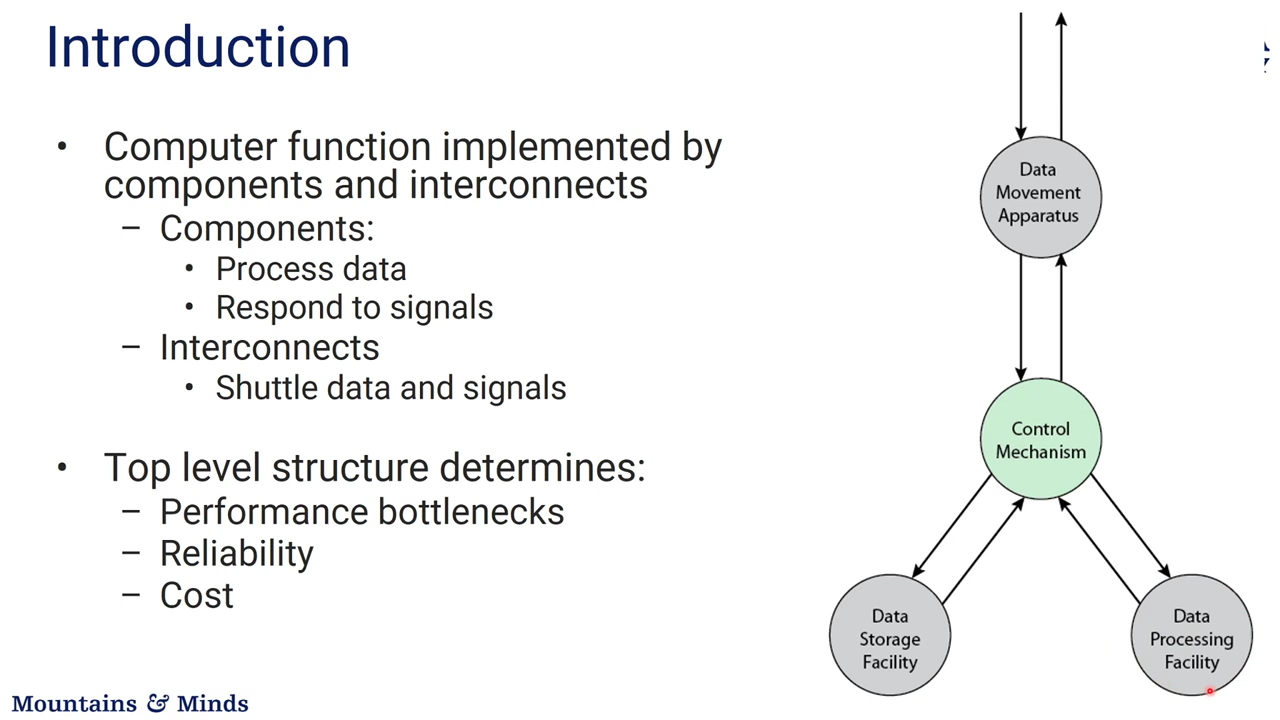 Introduction
• Computer function implemented by
components and interconnects
– Components:
• Process data
• Respond to signals
– Interconnects
• Shuttle data and signals
• Top level structure determines:
– Performance bottlenecks
– Reliability
– Cost
Data
Movement
Apparatus
Control
Mechanism
Data
Storage
Facility
Data
Processing
Facility
Mountains & Minds